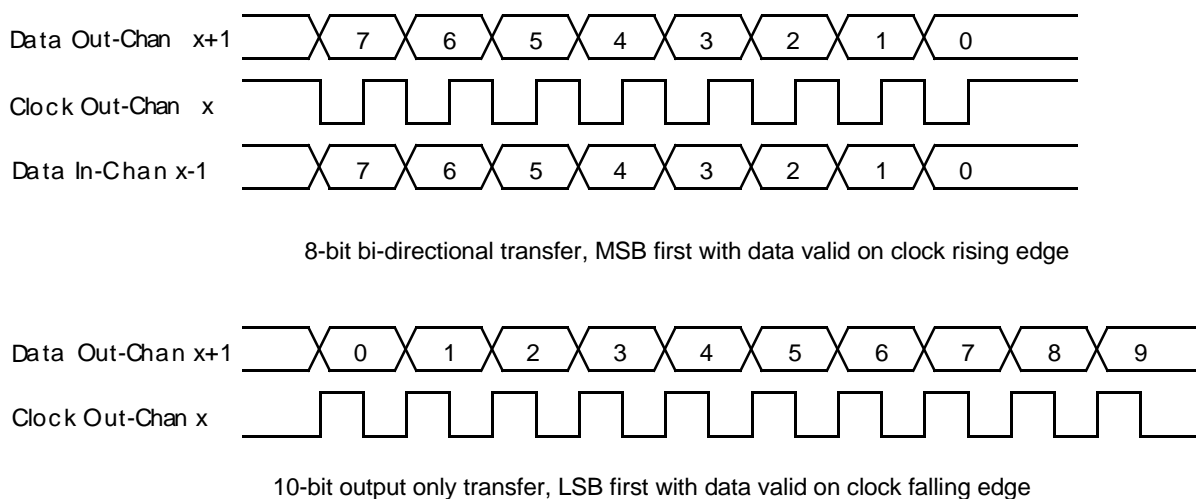 Data Out-Chan x+1 7 6 5 4 3 2 1 0
Clock Out-Chan x
Data In-Chan x-1 7 6 5 4 3 2 1 0
8-bit bi-directional transfer, MSB first with data valid on clock rising edge
Data Out-Chan x+1 0 1 2 3 4 5 6 7 8 9
Clock Out-Chan x
10-bit output only transfer, LSB first with data valid on clock falling edge